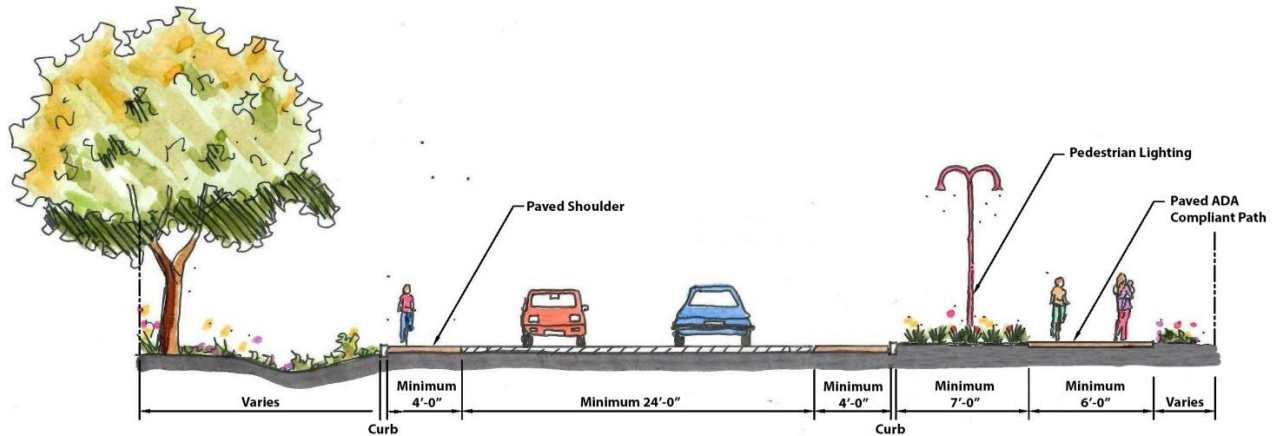 Pedestrian Lighting
Paved Shoulder
Paved ADA
Compliant Path
Varies
Minimum
4'-0"
Minimum 24'-0"
Minimum
4'-0"
Minimum
7'-0"
Minimum
6'-0"
Varies
Curb
Curb